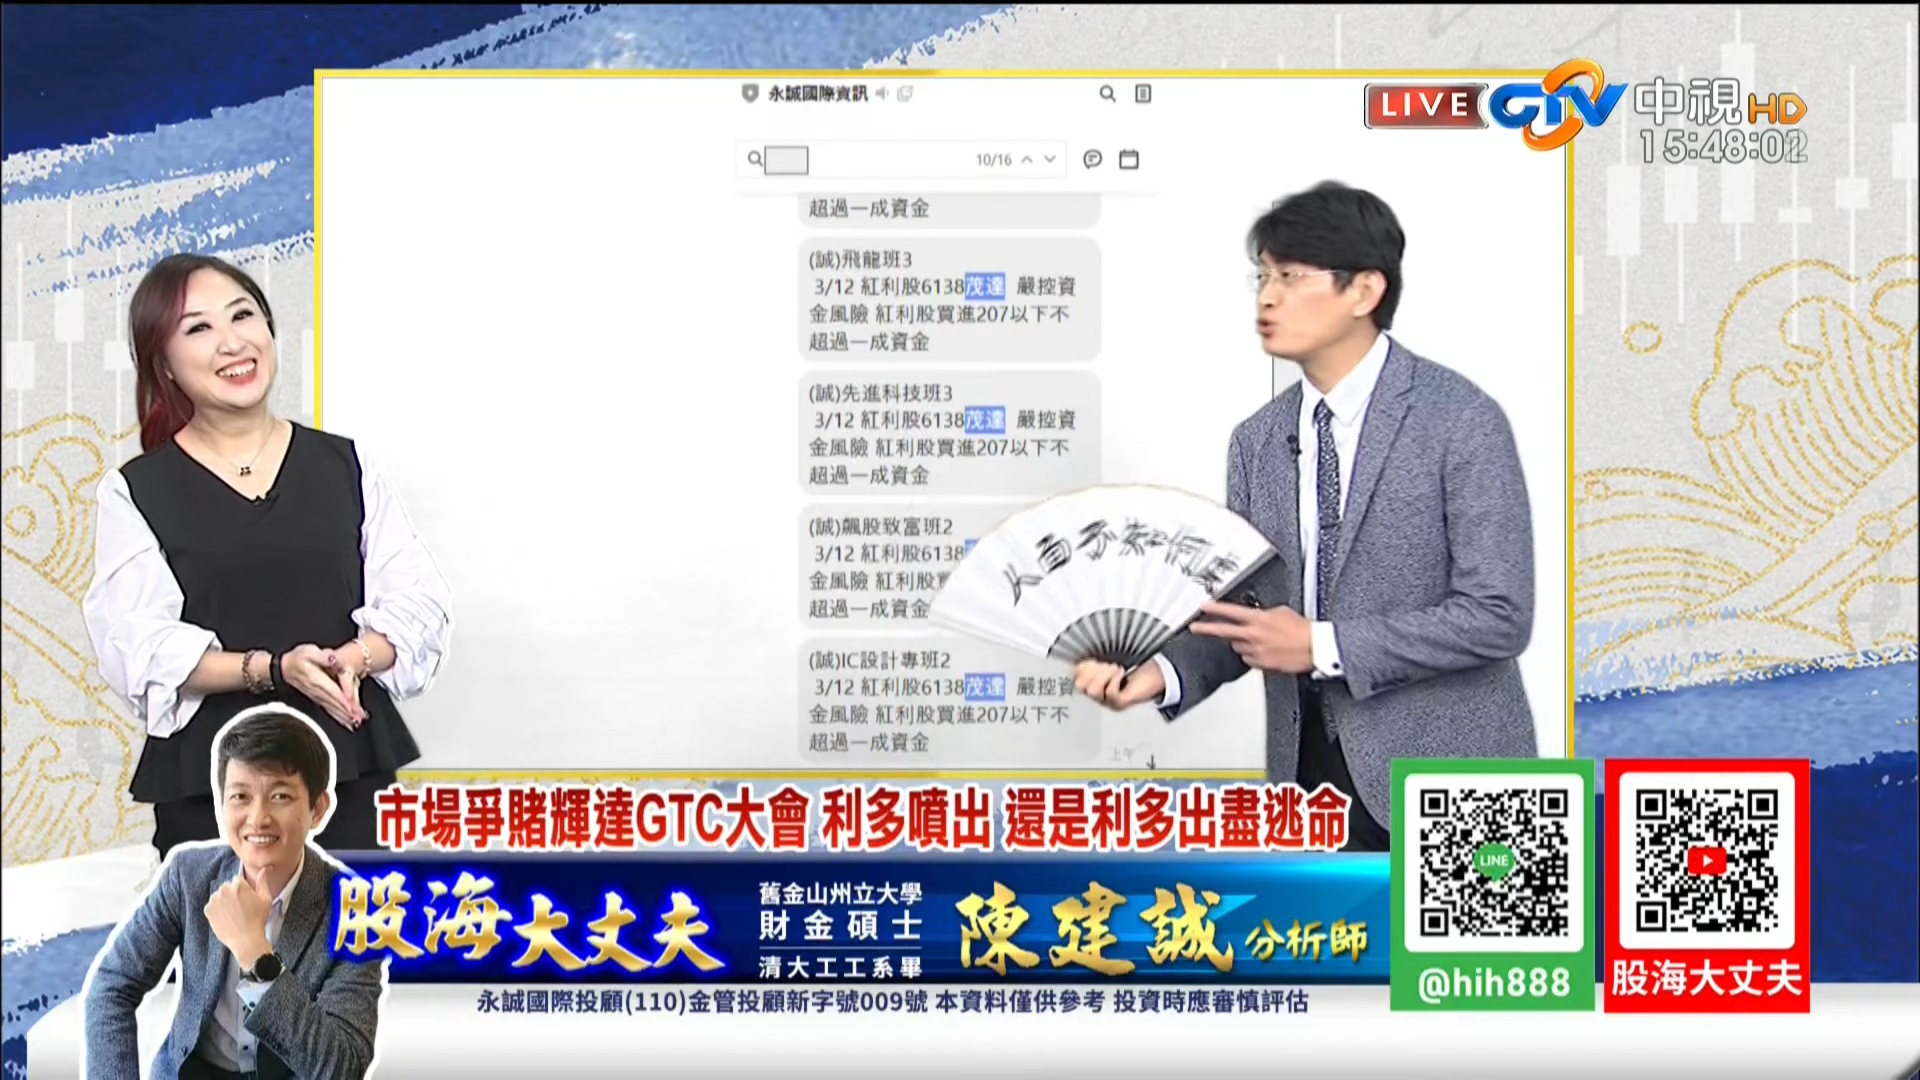 永誠國際資訊
LIVE CTV 中視HD
15:48:02
10/16
超過一成資金
(誠)飛龍班3
3/12 紅利股6138茂達 嚴控資
金風險 紅利股買進207以下不
超過一成資金
(誠)先進科技班3
3/12 紅利股6138茂達 嚴控資
金風險 紅利股買進207以下不
超過一成資金
(誠)飆股致富班2
3/12 紅利股6138
金風險 紅利股
超過一成資金
人面不知何處
(誠)IC設計專班2
3/12 紅利股6138茂達 嚴控資
金風險 紅利股買進207以下不
超過一成資金
上午
市場爭賭輝達GTC大會 利多噴出 還是利多出盡逃命
股海大丈夫
舊金山州立大學
財金碩士
清大工工系畢
陳建誠 分析師
永誠國際投顧(110)金管投顧新字號009號 本資料僅供參考 投資時應審慎評估
LINE
@hih888
股海大丈夫